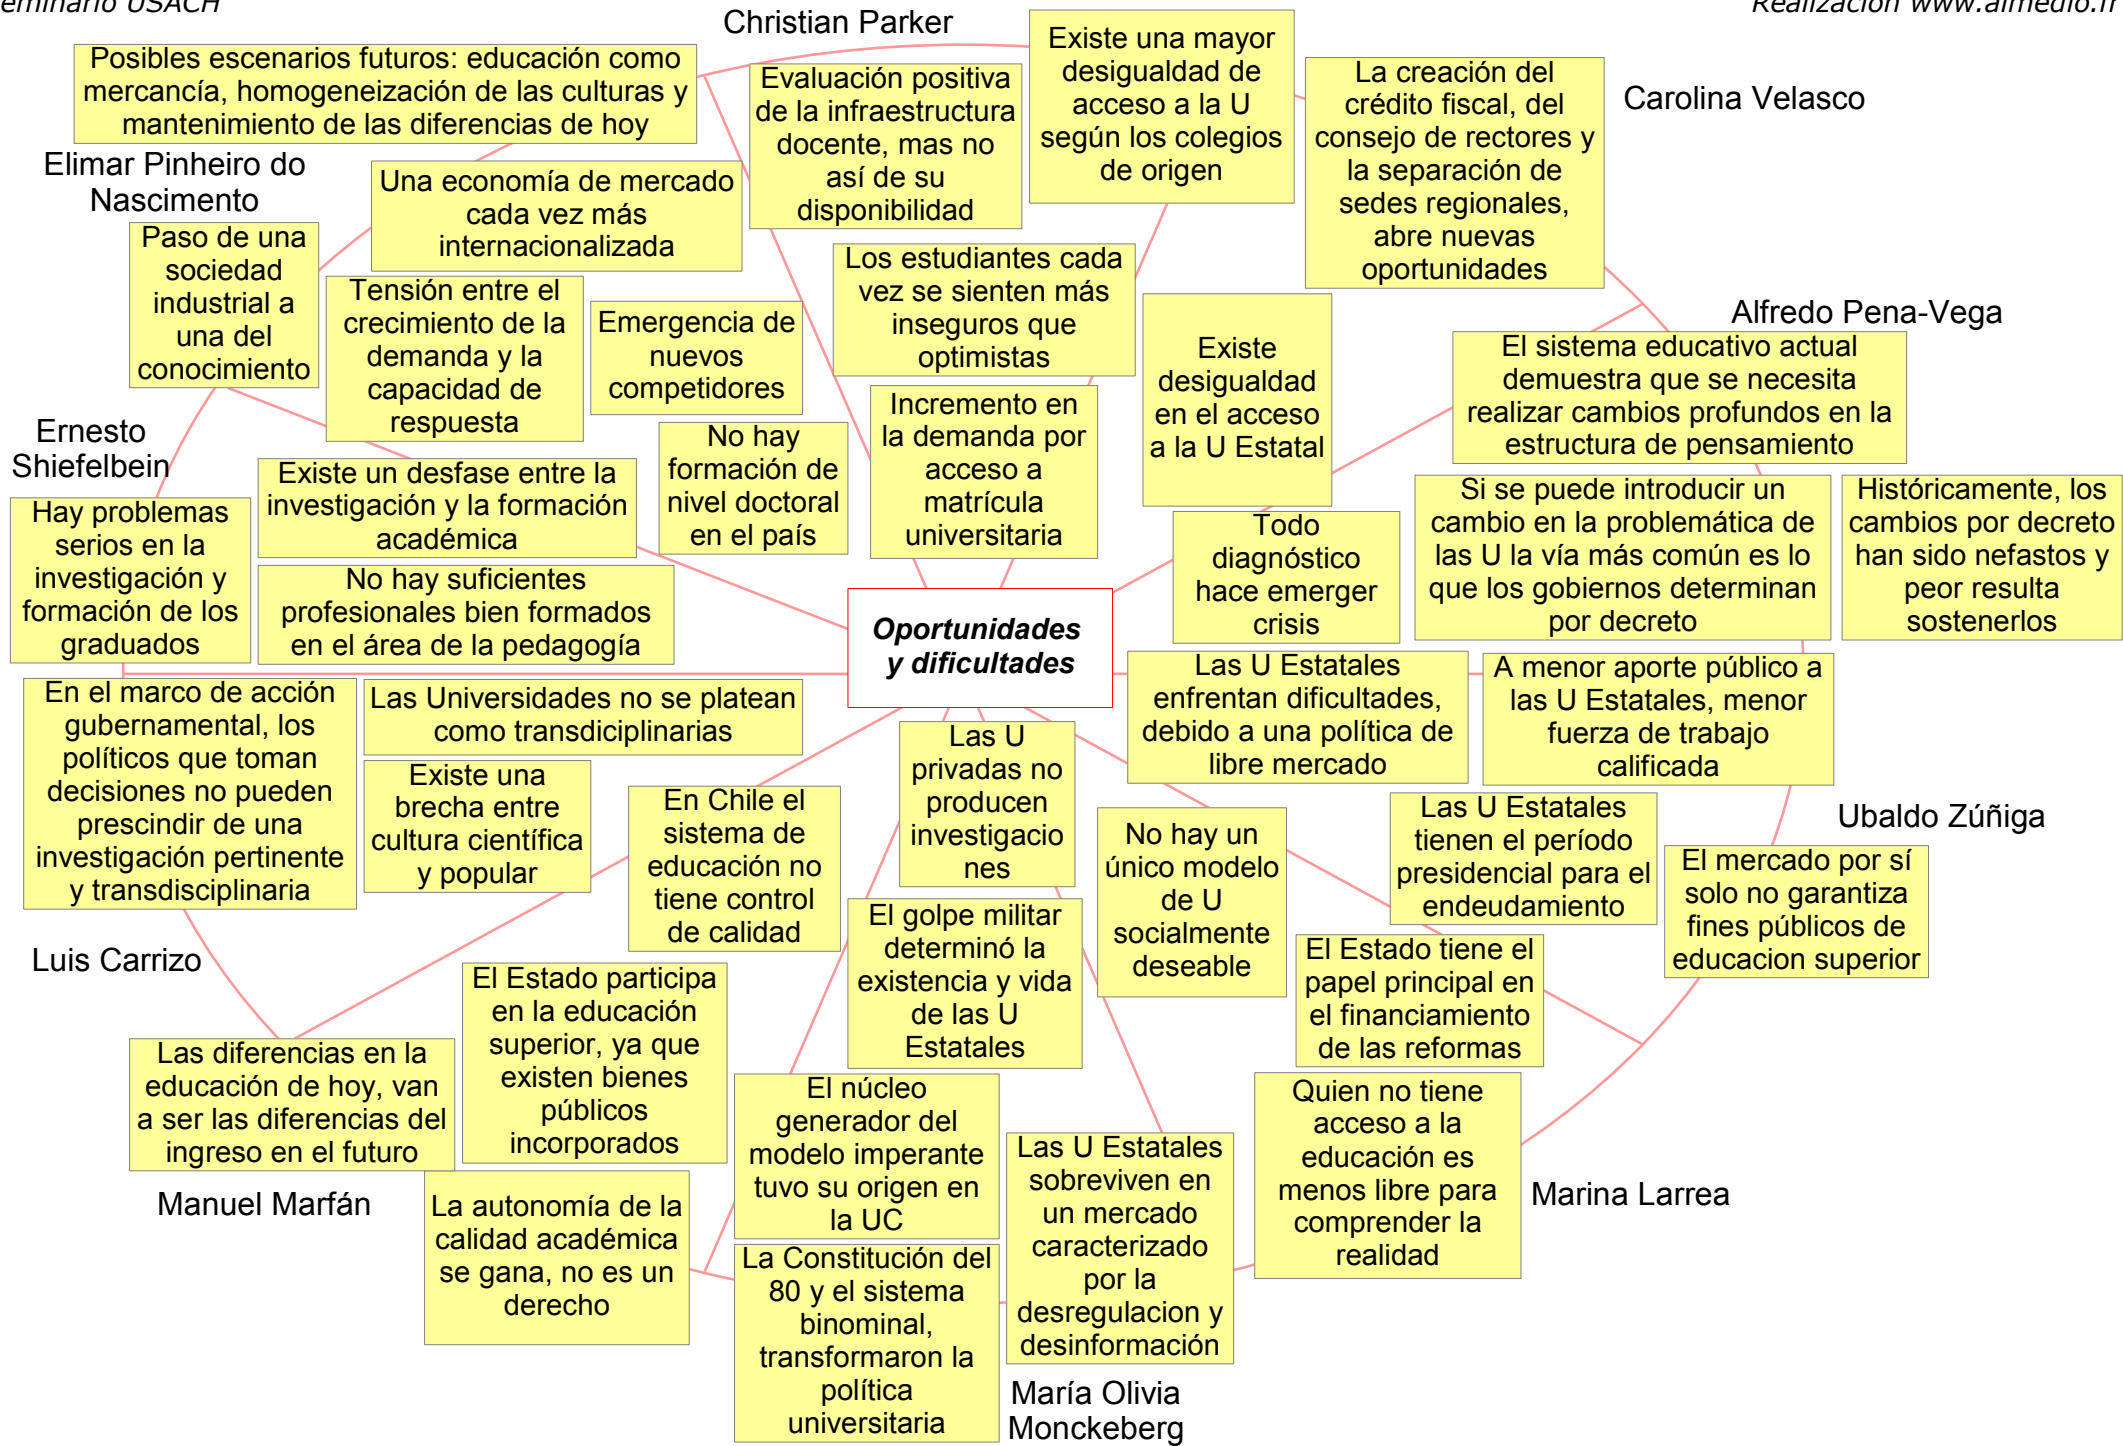 eminario USACH
Realización www.almedio.fr
Christian Parker
Posibles escenarios futuros: educación como
mercancía, homogeneización de las culturas y
mantenimiento de las diferencias de hoy
Evaluación positiva
de la infraestructura
docente, mas no
así de su
disponibilidad
Existe una mayor
desigualdad de
acceso a la U
según los colegios
de origen
La creación del
crédito fiscal, del
consejo de rectores y
la separación de
sedes regionales,
abre nuevas
oportunidades
Carolina Velasco
Elimar Pinheiro do
Nascimento
Una economía de mercado
cada vez más
internacionalizada
Paso de una
sociedad
industrial a
una del
conocimiento
Tensión entre el
crecimiento de la
demanda y la
capacidad de
respuesta
Emergencia de
nuevos
competidores
Los estudiantes cada
vez se sienten más
inseguros que
optimistas
Existe
desigualdad
en el acceso
a la U Estatal
Alfredo Pena-Vega
El sistema educativo actual
demuestra que se necesita
realizar cambios profundos en la
estructura de pensamiento
Ernesto
Shiefelbein
Incremento en
la demanda por
acceso a
matrícula
universitaria
No hay
formación de
nivel doctoral
en el país
Existe un desfase entre la
investigación y la formación
académica
Hay problemas
serios en la
investigación y
formación de los
graduados
No hay suficientes
profesionales bien formados
en el área de la pedagogía
Todo
diagnóstico
hace emerger
crisis
Si se puede introducir un
cambio en la problemática de
las U la vía más común es lo
que los gobiernos determinan
por decreto
Históricamente, los
cambios por decreto
han sido nefastos y
peor resulta
sostenerlos
Oportunidades
y dificultades
En el marco de acción
gubernamental, los
políticos que toman
decisiones no pueden
prescindir de una
investigación pertinente
y transdisciplinaria
Las Universidades no se platean
como transdiciplinarias
Existe una
brecha entre
cultura científica
y popular
En Chile el
sistema de
educación no
tiene control
de calidad
Las U
privadas no
producen
investigacio
nes
Las U Estatales
enfrentan dificultades,
debido a una política de
libre mercado
A menor aporte público a
las U Estatales, menor
fuerza de trabajo
calificada
No hay un
único modelo
de U
socialmente
deseable
Las U Estatales
tienen el período
presidencial para el
endeudamiento
Ubaldo Zúñiga
El mercado por sí
solo no garantiza
fines públicos de
educacion superior
Luis Carrizo
El golpe militar
determinó la
existencia y vida
de las U
Estatales
El Estado tiene el
papel principal en
el financiamiento
de las reformas
El Estado participa
en la educación
superior, ya que
existen bienes
públicos
incorporados
Las diferencias en la
educación de hoy, van
a ser las diferencias del
ingreso en el futuro
Manuel Marfán
El núcleo
generador del
modelo imperante
tuvo su origen en
la UC
Quien no tiene
acceso a la
educación es
menos libre para
comprender la
realidad
Marina Larrea
La autonomía de la
calidad académica
se gana, no es un
derecho
Las U Estatales
sobreviven en
un mercado
caracterizado
por la
desregulacion y
desinformación
La Constitución del
80 y el sistema
binominal,
transformaron la
política
universitaria
María Olivia
Monckeberg